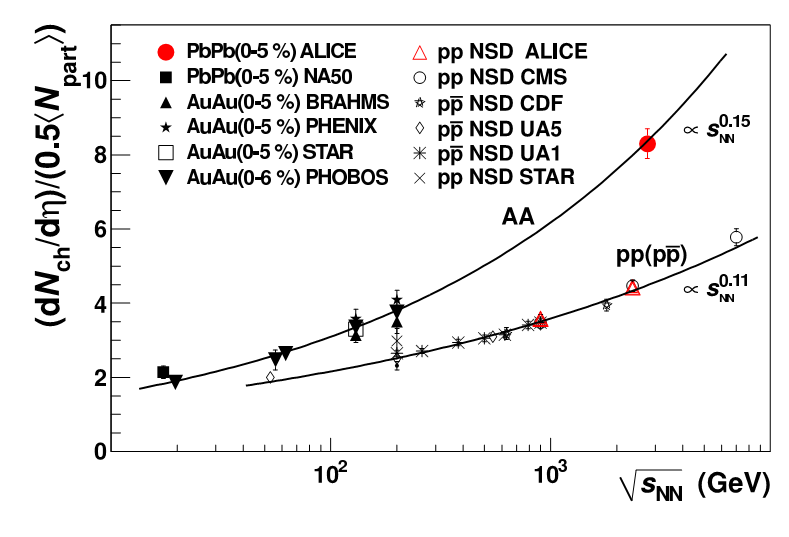 (dN_ch/dη)/(0.5⟨N_part⟩)
10
8
6
4
2
0
PbPb(0-5 %) ALICE
PbPb(0-5 %) NA50
AuAu(0-5 %) BRAHMS
AuAu(0-5 %) PHENIX
AuAu(0-5 %) STAR
AuAu(0-6 %) PHOBOS
pp NSD ALICE
pp NSD CMS
pp̅ NSD CDF
pp̅ NSD UA5
pp̅ NSD UA1
pp NSD STAR
∝ s_NN^0.15
AA
pp(pp̅)
∝ s_NN^0.11
10²
10³
√s_NN (GeV)